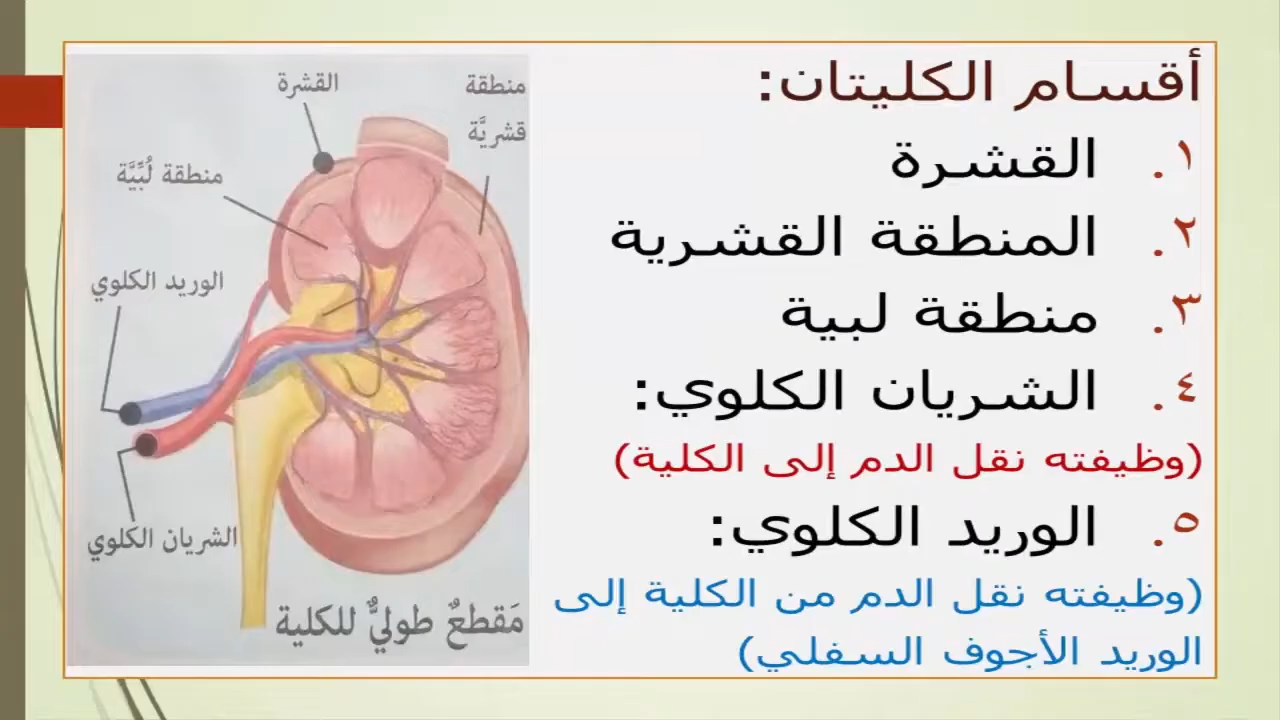 أقسام الكليتان:
١. القشرة
٢. المنطقة القشرية
٣. منطقة لبية
٤. الشريان الكلوي:
(وظيفته نقل الدم إلى الكلية)
٥. الوريد الكلوي:
(وظيفته نقل الدم من الكلية إلى
الوريد الأجوف السفلي)
منطقة
قشريَّة
القشرة
منطقة لُبِّيَّة
الوريد الكلوي
الشريان الكلوي
مَقطعٌ طوليٌّ للكلية